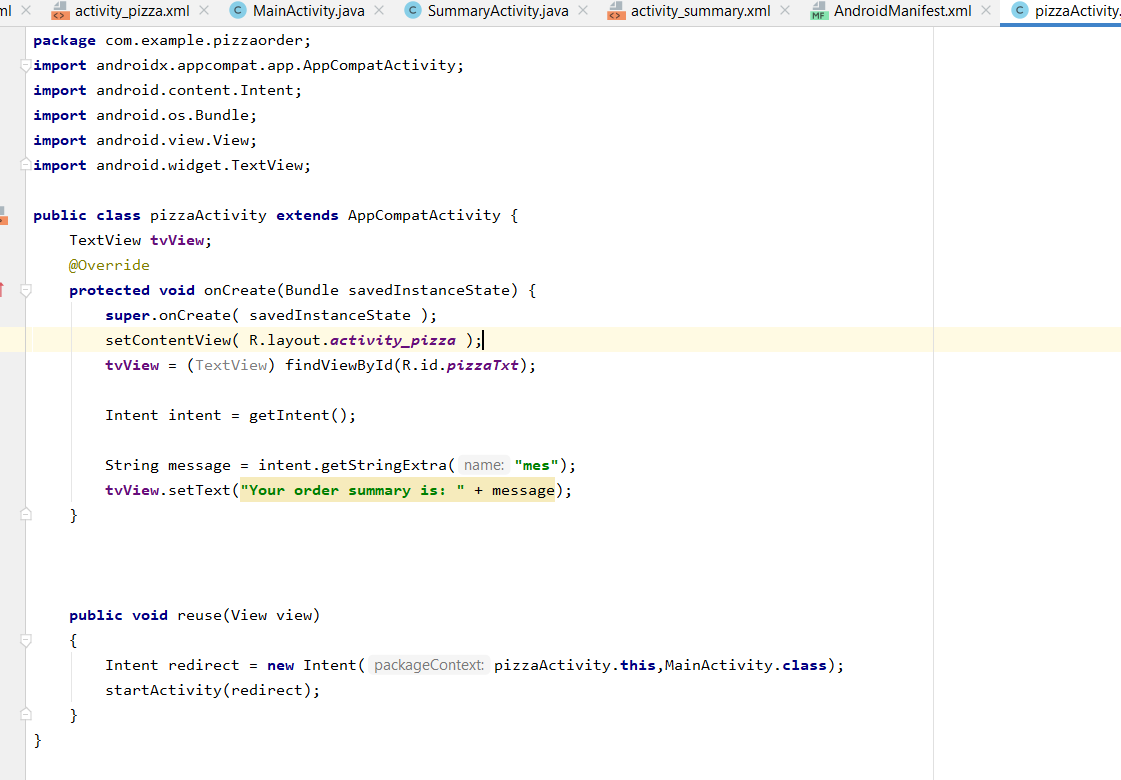 ml activity_pizza.xml MainActivity.java SummaryActivity.java activity_summary.xml AndroidManifest.xml pizzaActivity.
package com.example.pizzaorder;
import androidx.appcompat.app.AppCompatActivity;
import android.content.Intent;
import android.os.Bundle;
import android.view.View;
import android.widget.TextView;
public class pizzaActivity extends AppCompatActivity {
TextView tvView;
@Override
protected void onCreate(Bundle savedInstanceState) {
super.onCreate( savedInstanceState );
setContentView( R.layout.activity_pizza );
tvView = (TextView) findViewById(R.id.pizzaTxt);
Intent intent = getIntent();
String message = intent.getStringExtra( name: "mes");
tvView.setText("Your order summary is: " + message);
}
public void reuse(View view)
{
Intent redirect = new Intent( packageContext: pizzaActivity.this,MainActivity.class);
startActivity(redirect);
}
}